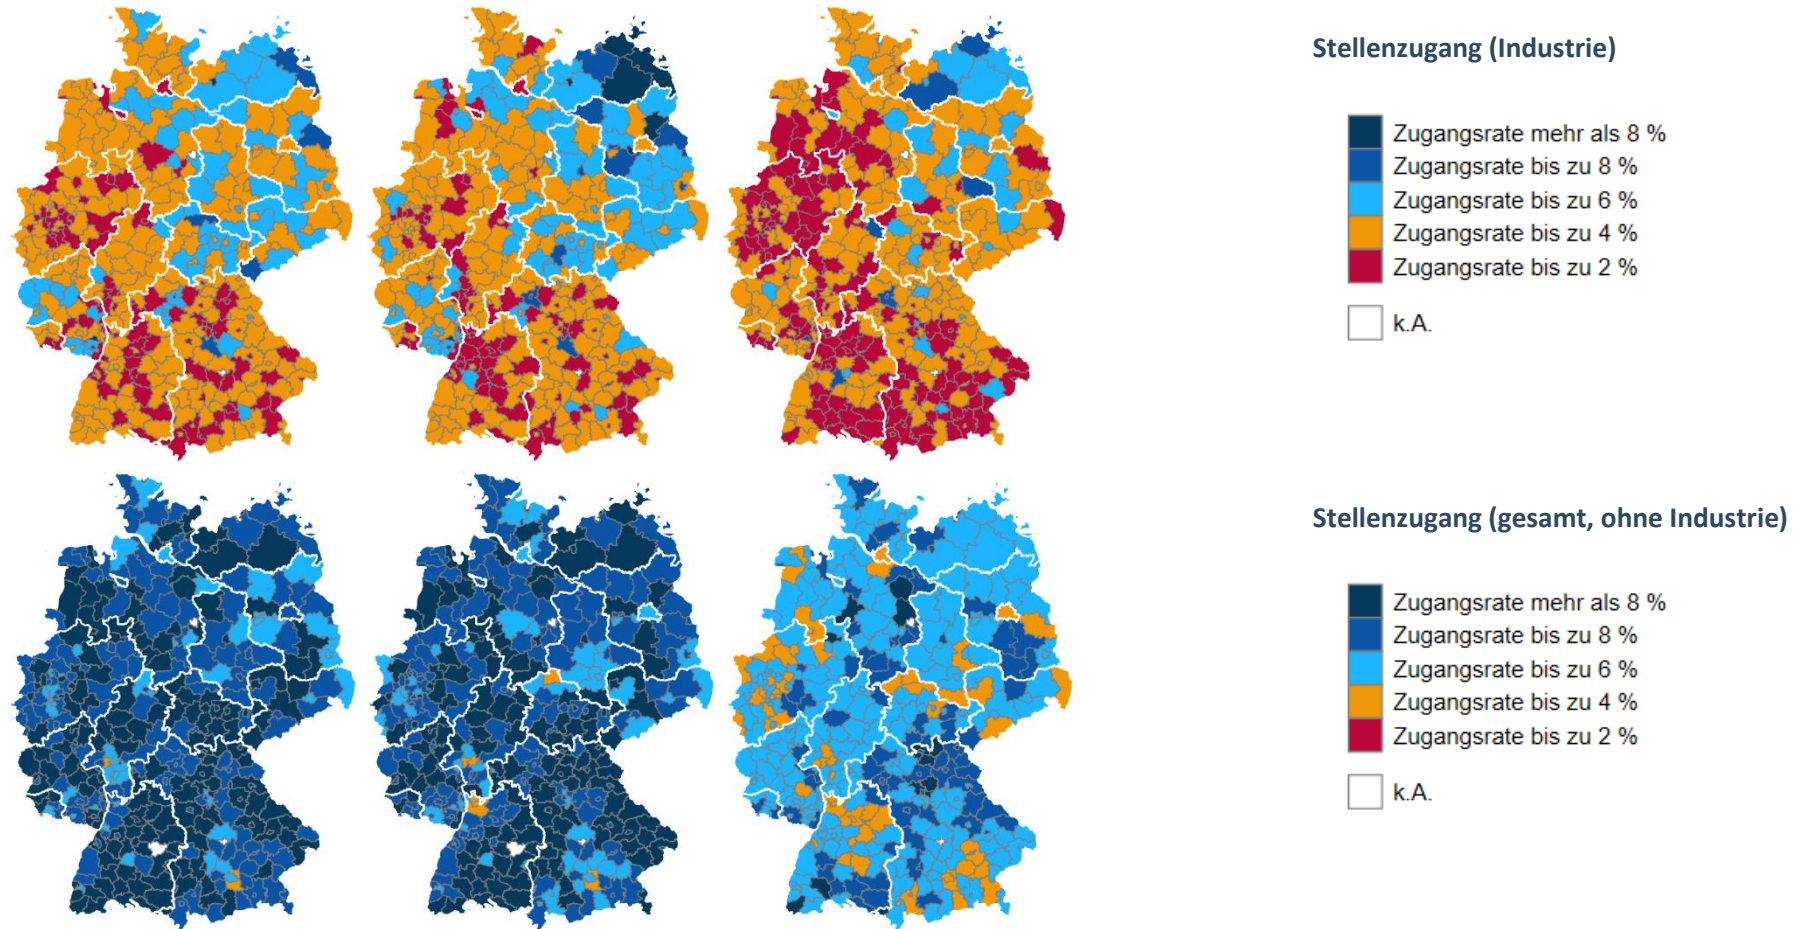 Stellenzugang (Industrie)
Zugangsrate mehr als 8 %
Zugangsrate bis zu 8 %
Zugangsrate bis zu 6 %
Zugangsrate bis zu 4 %
Zugangsrate bis zu 2 %
k.A.
Stellenzugang (gesamt, ohne Industrie)
Zugangsrate mehr als 8 %
Zugangsrate bis zu 8 %
Zugangsrate bis zu 6 %
Zugangsrate bis zu 4 %
Zugangsrate bis zu 2 %
k.A.